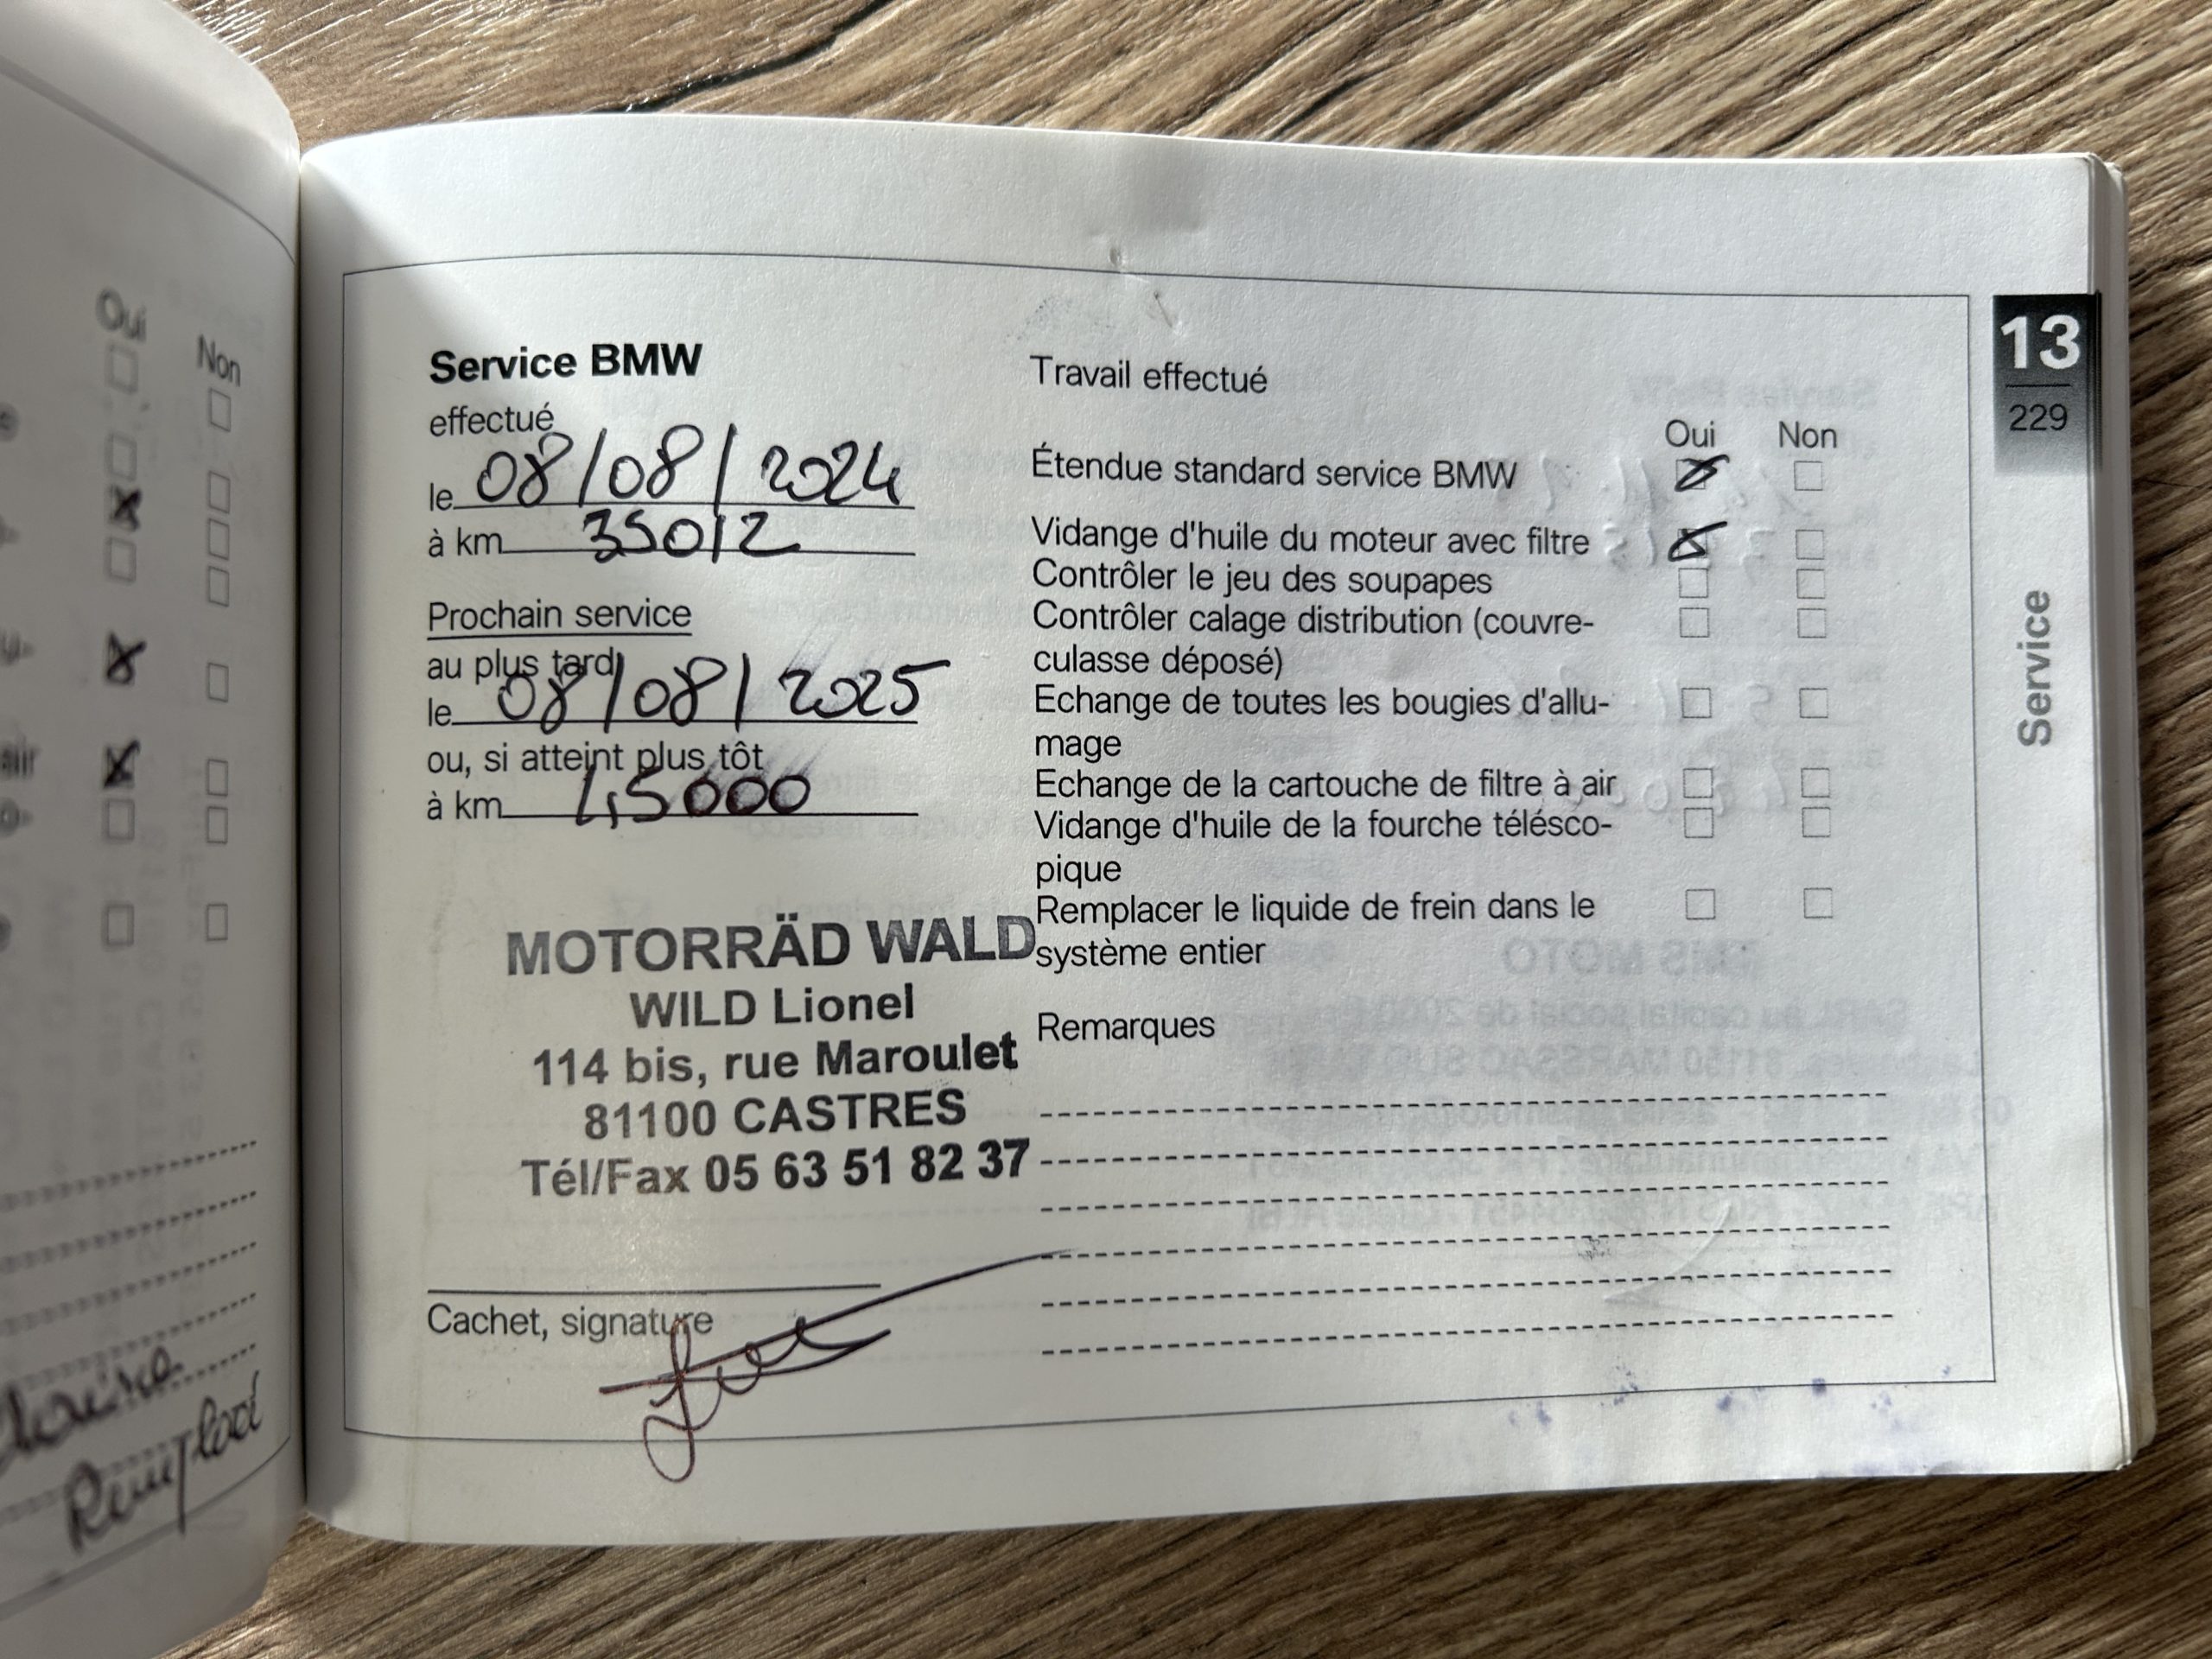 Oui
Non
air
Remplacé
Service BMW
effectué
le 08/08/2024
à km 35012
Prochain service
au plus tard
le 08/08/2025
ou, si atteint plus tôt
à km 45000
MOTORRÄD WALD
WILD Lionel
114 bis, rue Maroulet
81100 CASTRES
Tél/Fax 05 63 51 82 37
Cachet, signature
Travail effectué
Oui Non
Étendue standard service BMW
Vidange d'huile du moteur avec filtre
Contrôler le jeu des soupapes
Contrôler calage distribution (couvre-
culasse déposé)
Echange de toutes les bougies d'allu-
mage
Echange de la cartouche de filtre à air
Vidange d'huile de la fourche télésco-
pique
Remplacer le liquide de frein dans le
système entier
Remarques
13
229
Service